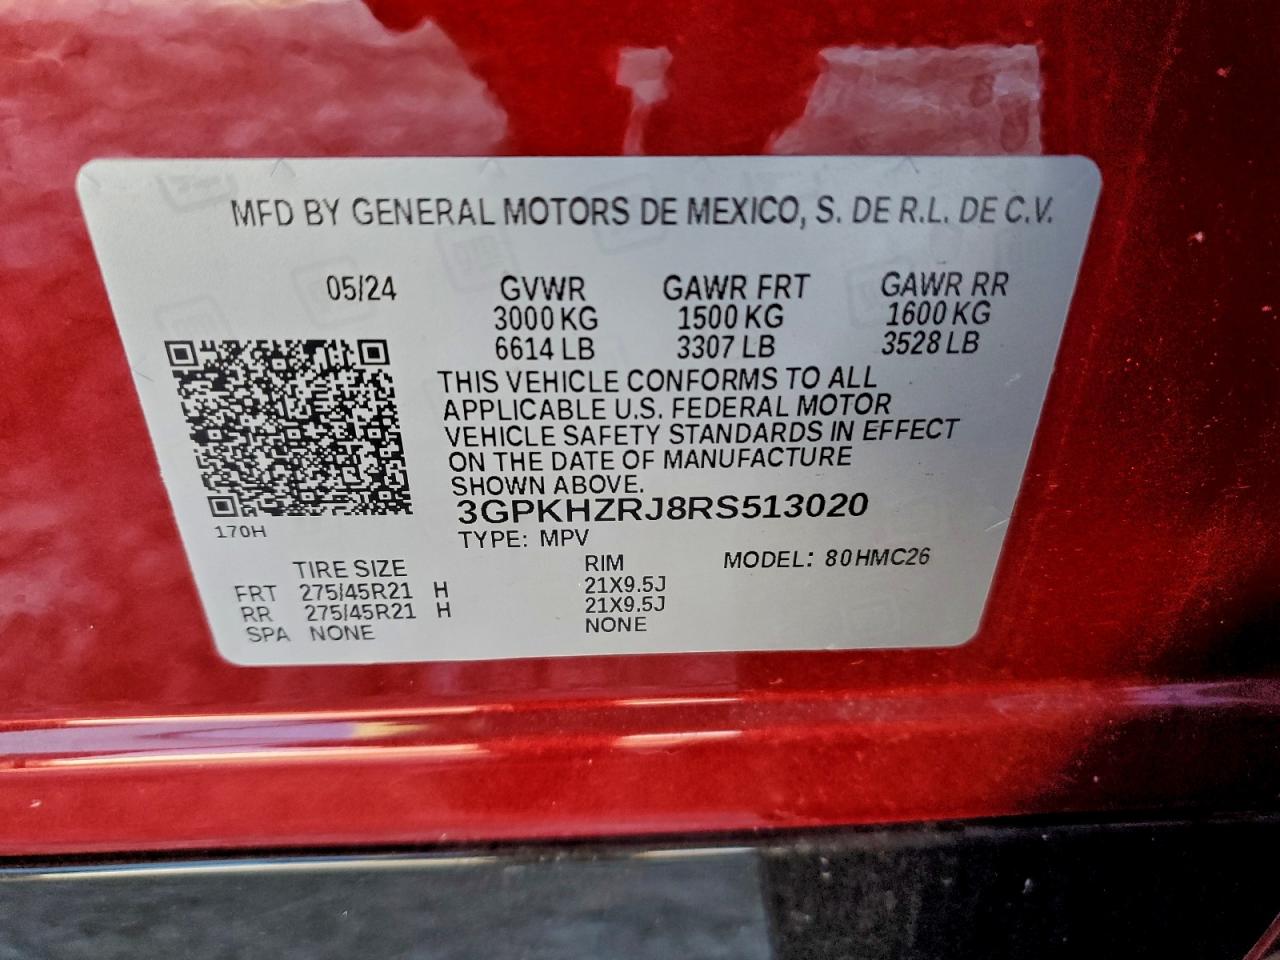 MFD BY GENERAL MOTORS DE MEXICO, S. DE R.L. DE C.V.
05/24 GVWR GAWR FRT GAWR RR
3000 KG 1500 KG 1600 KG
6614 LB 3307 LB 3528 LB
THIS VEHICLE CONFORMS TO ALL
APPLICABLE U.S. FEDERAL MOTOR
VEHICLE SAFETY STANDARDS IN EFFECT
ON THE DATE OF MANUFACTURE
SHOWN ABOVE.
3GPKHZRJ8RS513020
170H
TYPE: MPV
TIRE SIZE RIM MODEL: 80HMC26
FRT 275/45R21 H 21X9.5J
RR 275/45R21 H 21X9.5J
SPA NONE NONE